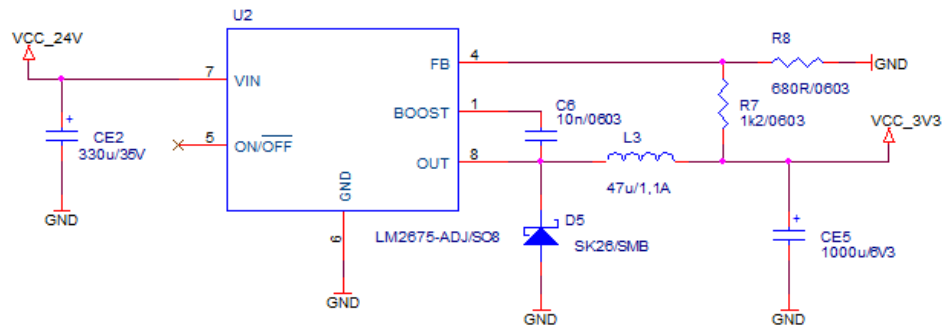 U2
VCC_24V
R8
4
FB
GND
7
VIN
680R/0603
R7
1k2/0603
1
BOOST
C6
10n/0603
VCC_3V3
CE2
330u/35V
5
ON/OFF
L3
8
OUT
47u/1,1A
GND
GND
6
LM2675-ADJ/SO8
D5
SK26/SMB
CE5
1000u/6V3
GND
GND
GND